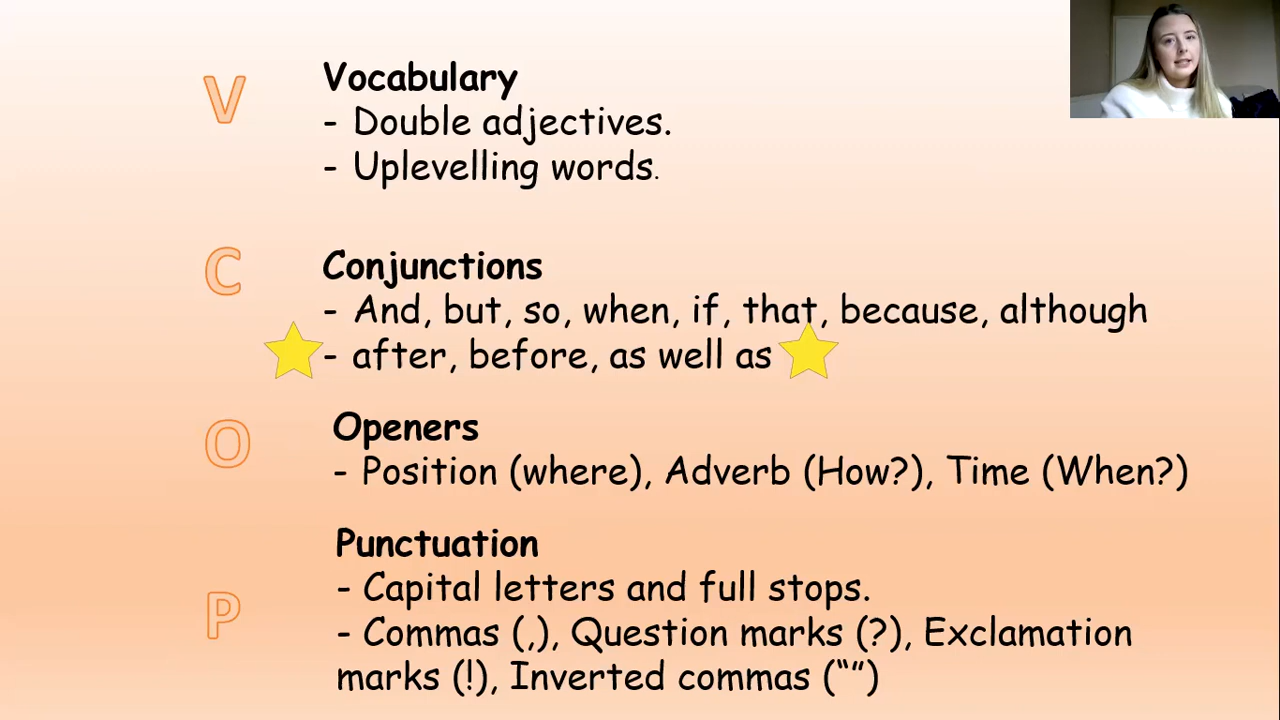 V
Vocabulary
- Double adjectives.
- Uplevelling words.
C
Conjunctions
- And, but, so, when, if, that, because, although
- after, before, as well as
O
Openers
- Position (where), Adverb (How?), Time (When?)
P
Punctuation
- Capital letters and full stops.
- Commas (,), Question marks (?), Exclamation
marks (!), Inverted commas (“”)